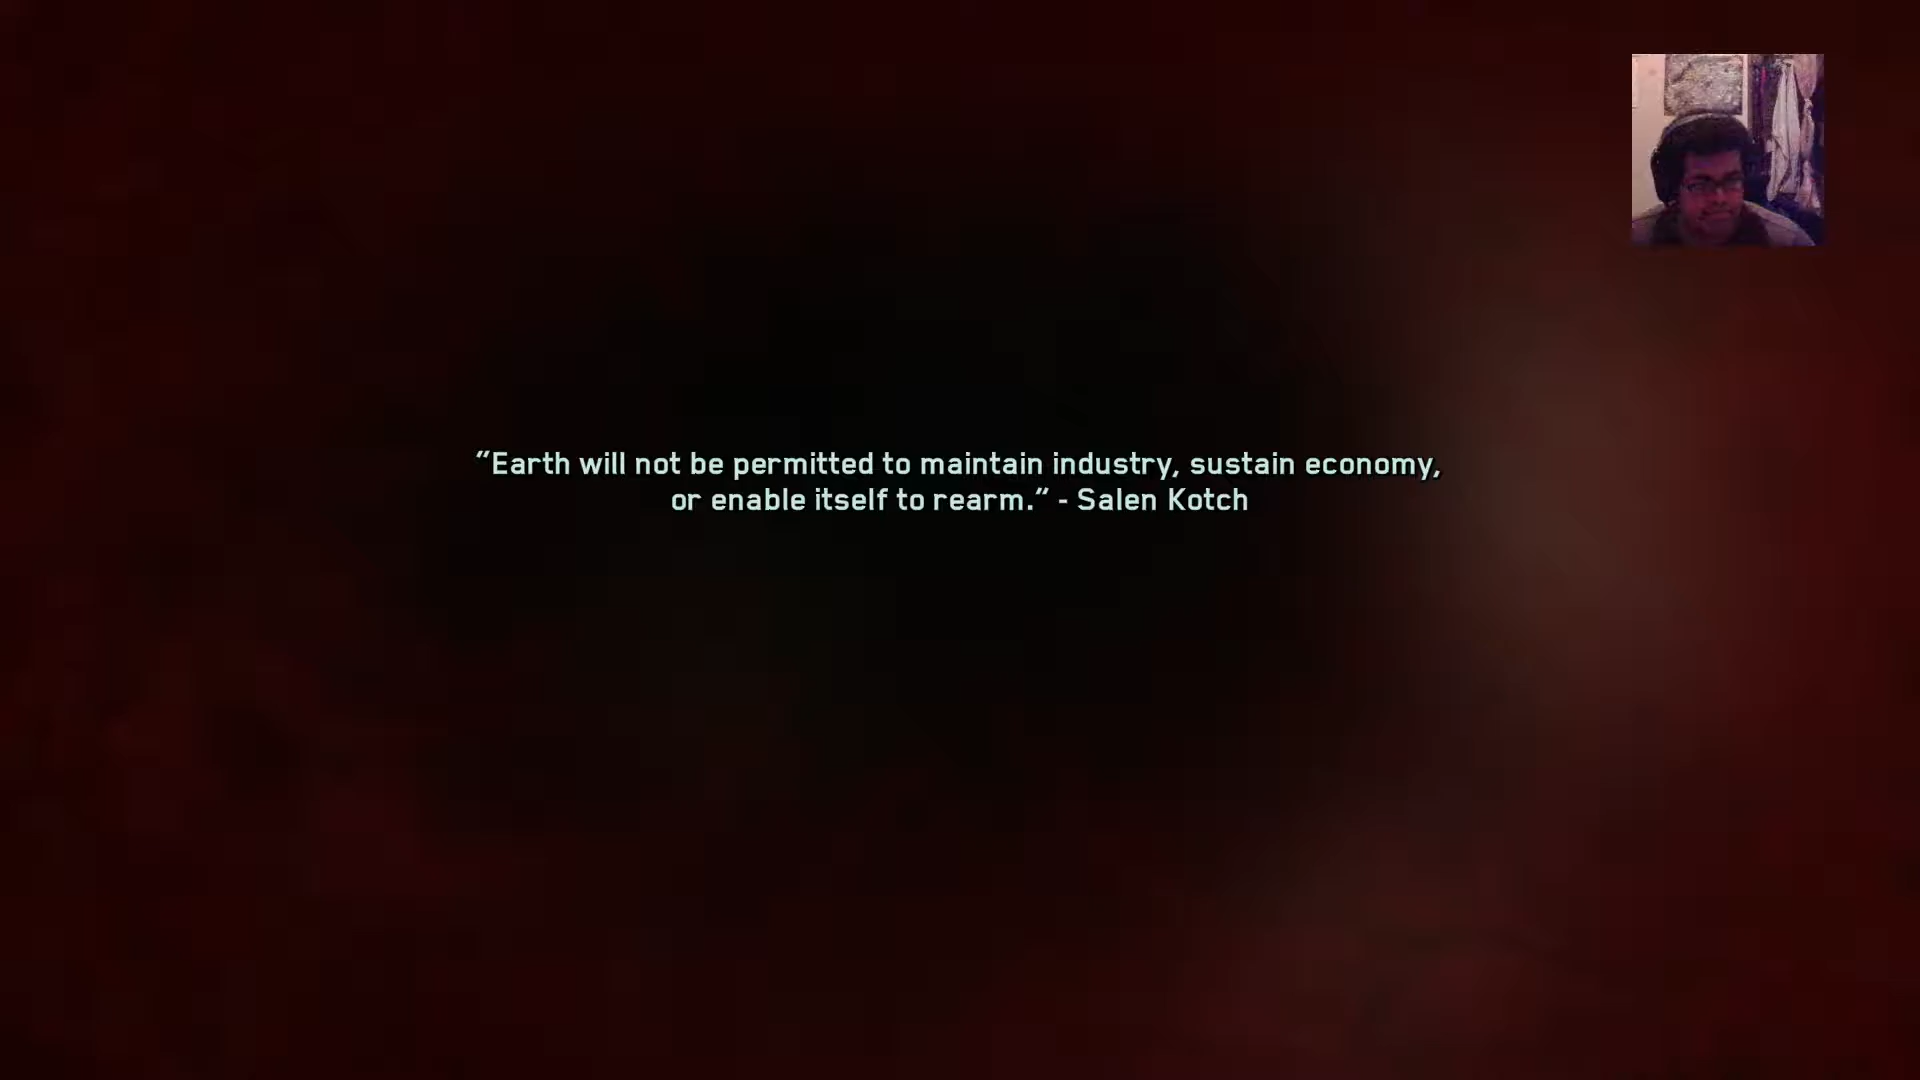 “Earth will not be permitted to maintain industry, sustain economy,
or enable itself to rearm.” - Salen Kotch